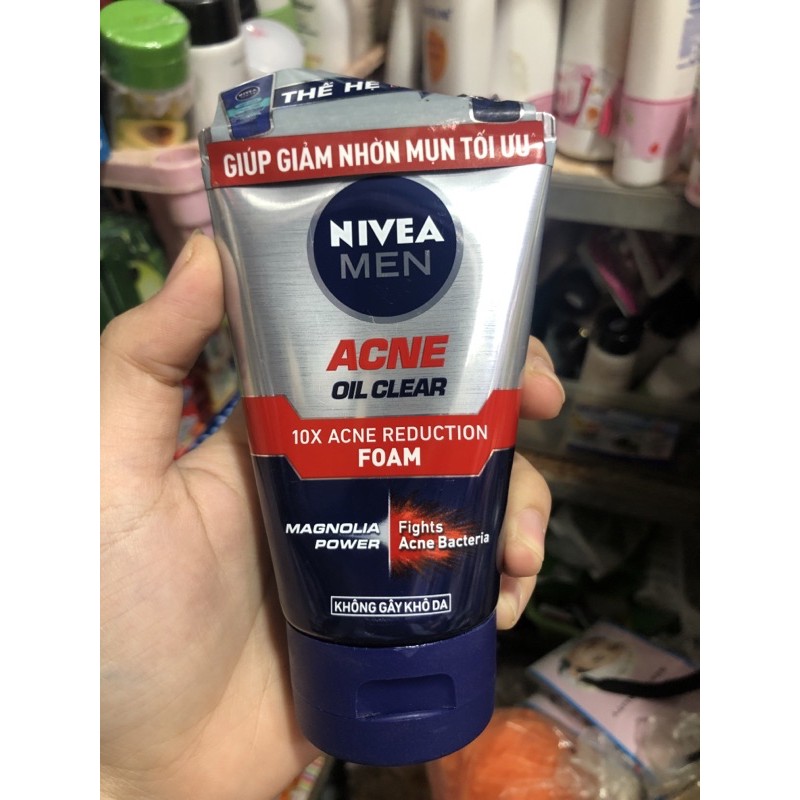 NIVEA
THẾ HỆ
GIÚP GIẢM NHỜN MỤN TỐI ƯU
NIVEA
MEN
ACNE
OIL CLEAR
10X ACNE REDUCTION
FOAM
MAGNOLIA
POWER
Fights
Acne Bacteria
KHÔNG GÂY KHÔ DA